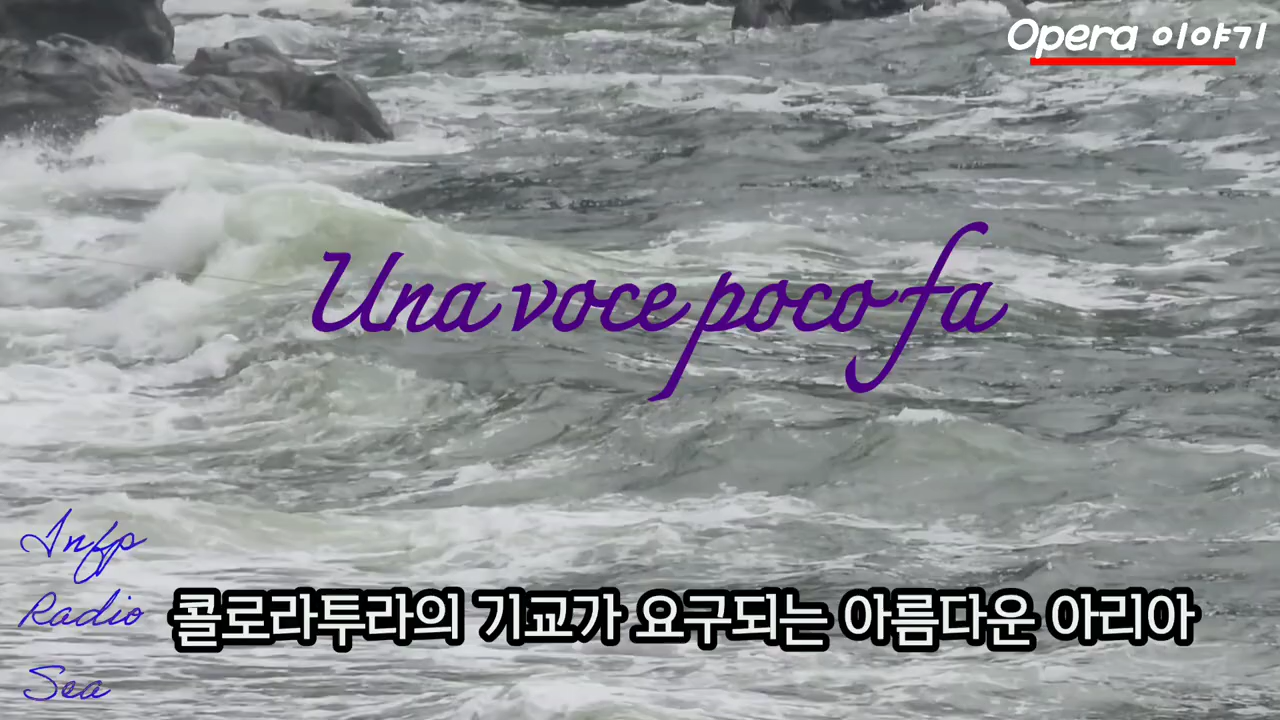 Opera 이야기
Una voce poco fa
Infp
Radio
Sea
콜로라투라의 기교가 요구되는 아름다운 아리아